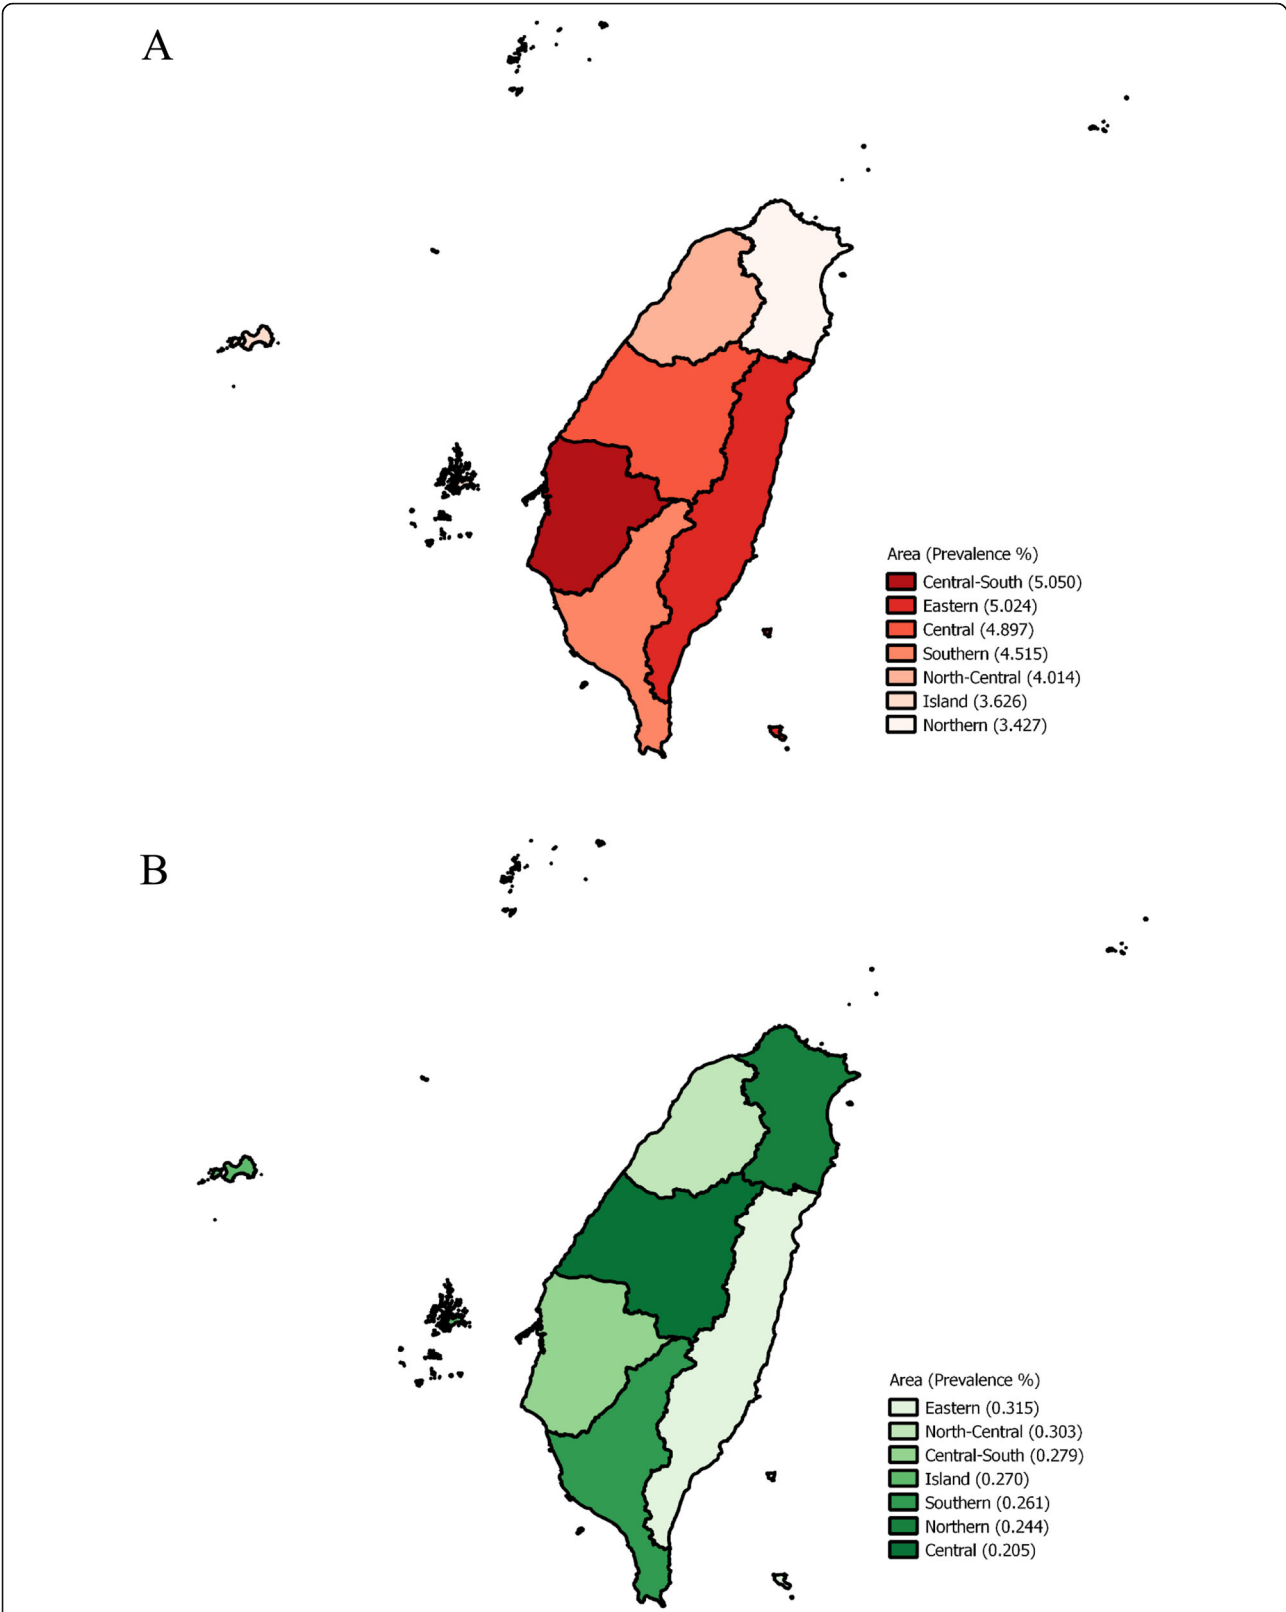 A
Area (Prevalence %)
Central-South (5.050)
Eastern (5.024)
Central (4.897)
Southern (4.515)
North-Central (4.014)
Island (3.626)
Northern (3.427)
B
Area (Prevalence %)
Eastern (0.315)
North-Central (0.303)
Central-South (0.279)
Island (0.270)
Southern (0.261)
Northern (0.244)
Central (0.205)